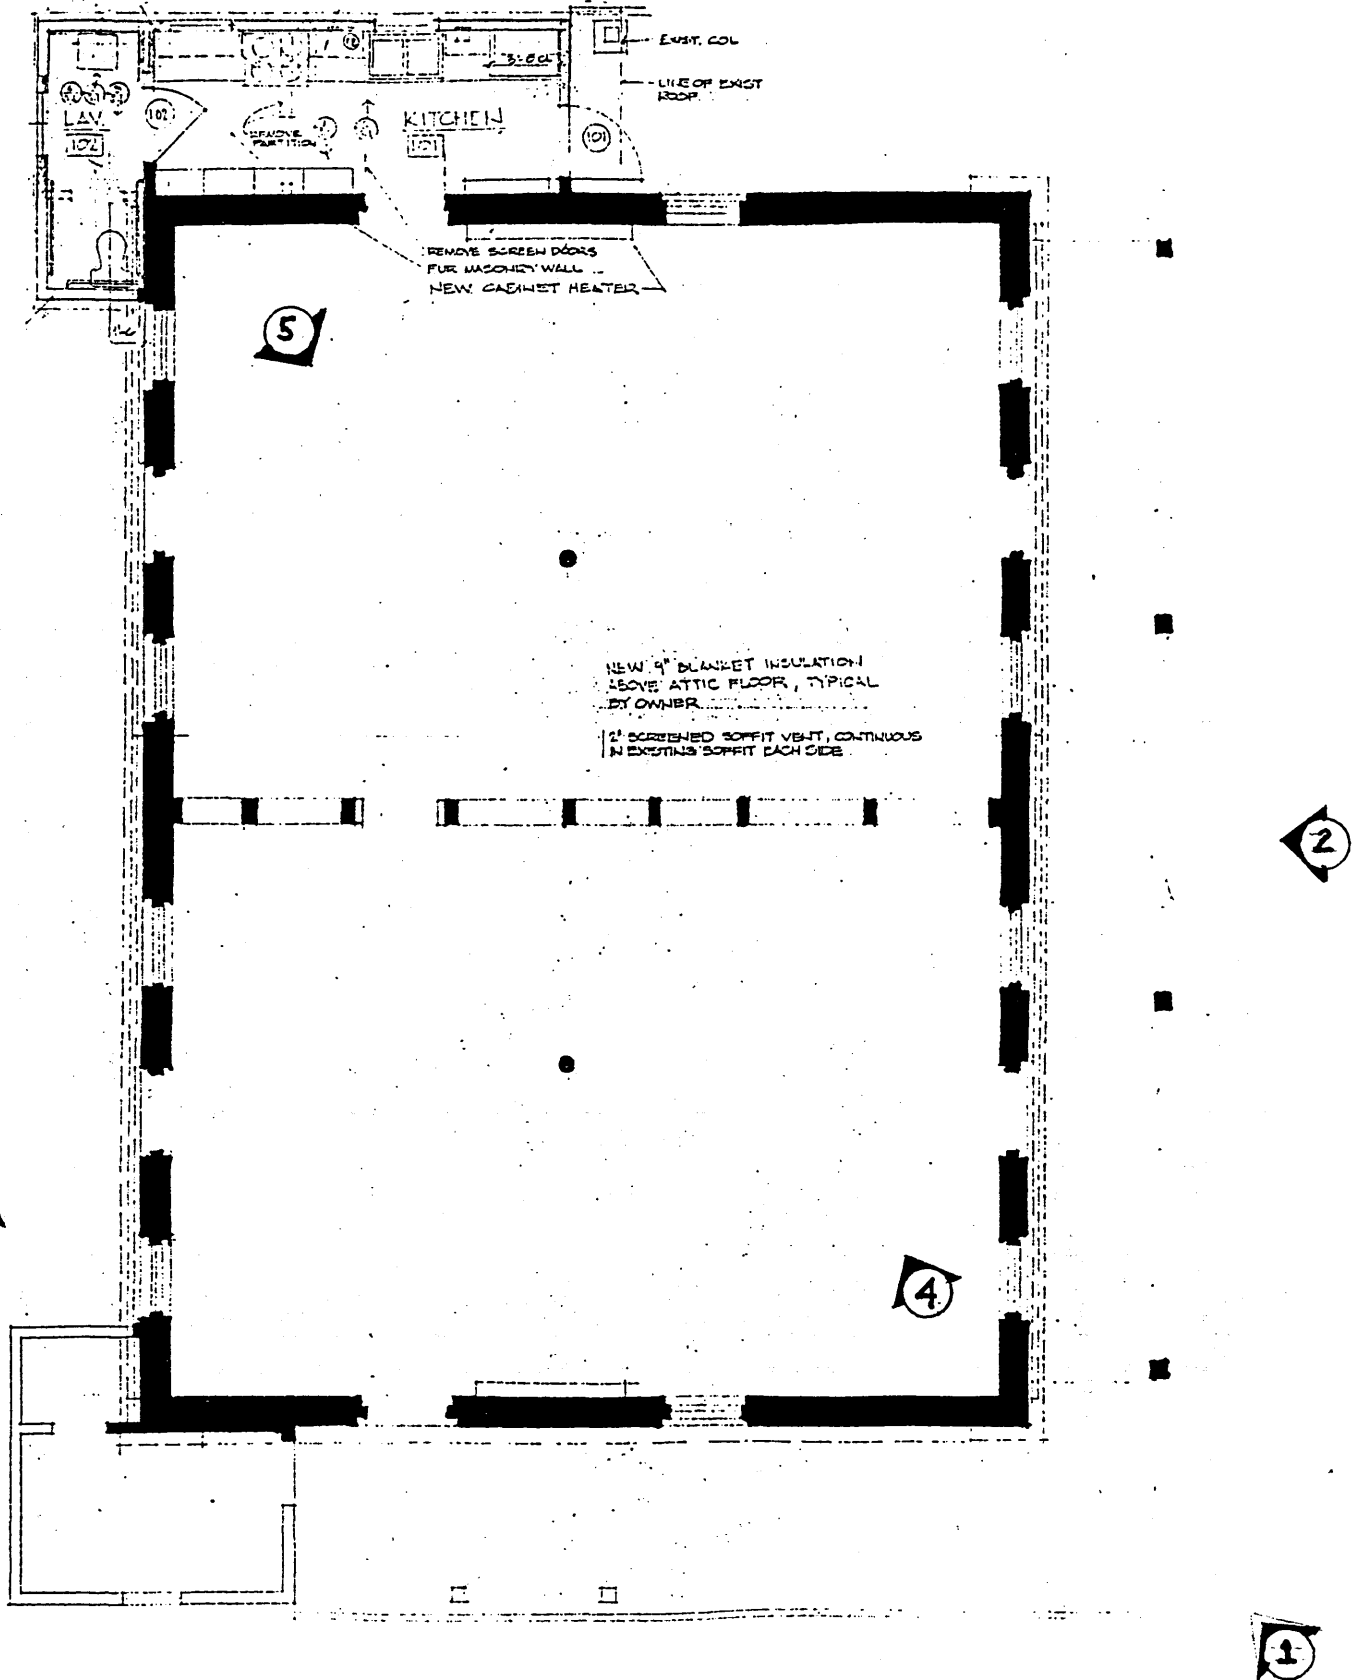 EXIST. COL
3'-0"
LINE OF EXIST
ROOF
LAV.
102
102
REMOVE
PARTITION
KITCHEN
101
101
REMOVE SCREEN DOORS
FUR MASONRY WALL
NEW CABINET HEATER
5
NEW 9" BLANKET INSULATION
ABOVE ATTIC FLOOR, TYPICAL
BY OWNER
2" SCREENED SOFFIT VENT, CONTINUOUS
IN EXISTING SOFFIT EACH SIDE
2
4
1